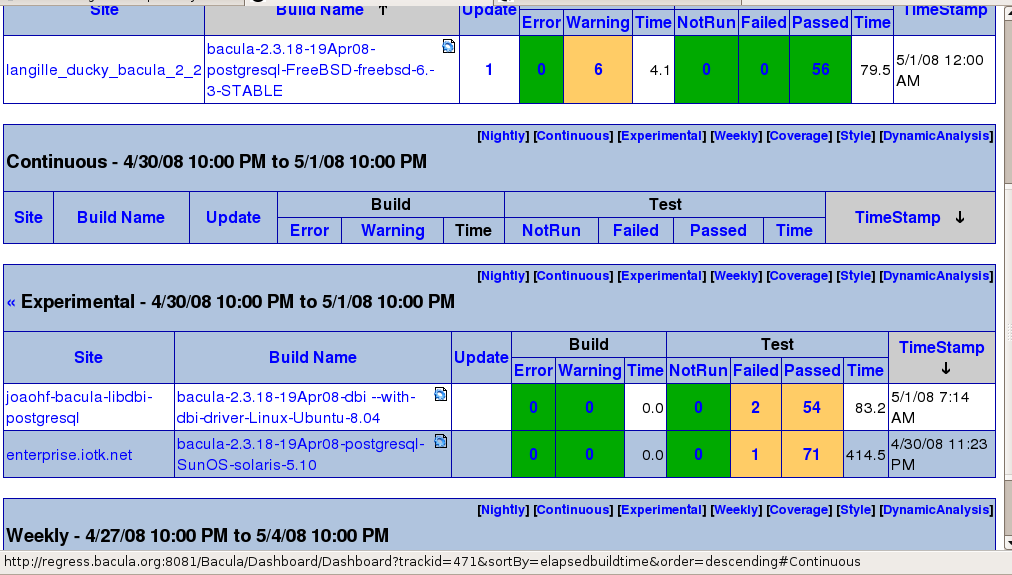 Site Build Name ↑ Update TimeStamp
Error Warning Time NotRun Failed Passed Time
langille_ducky_bacula_2_2 bacula-2.3.18-19Apr08- 1 0 6 4.1 0 0 56 79.5 5/1/08 12:00
postgresql-FreeBSD-freebsd-6.- AM
3-STABLE
[Nightly] [Continuous] [Experimental] [Weekly] [Coverage] [Style] [DynamicAnalysis]
Continuous - 4/30/08 10:00 PM to 5/1/08 10:00 PM
Site Build Name Update Build Test TimeStamp ↓
Error Warning Time NotRun Failed Passed Time
[Nightly] [Continuous] [Experimental] [Weekly] [Coverage] [Style] [DynamicAnalysis]
« Experimental - 4/30/08 10:00 PM to 5/1/08 10:00 PM
Site Build Name Update Build Test TimeStamp ↓
Error Warning Time NotRun Failed Passed Time
joaohf-bacula-libdbi- bacula-2.3.18-19Apr08-dbi --with- 0 0 0.0 0 2 54 83.2 5/1/08 7:14
postgresql dbi-driver-Linux-Ubuntu-8.04 AM
enterprise.iotk.net bacula-2.3.18-19Apr08-postgresql- 0 0 0.0 0 1 71 414.5 4/30/08 11:23
SunOS-solaris-5.10 PM
[Nightly] [Continuous] [Experimental] [Weekly] [Coverage] [Style] [DynamicAnalysis]
Weekly - 4/27/08 10:00 PM to 5/4/08 10:00 PM
http://regress.bacula.org:8081/Bacula/Dashboard/Dashboard?trackid=471&sortBy=elapsedbuildtime&order=descending#Continuous